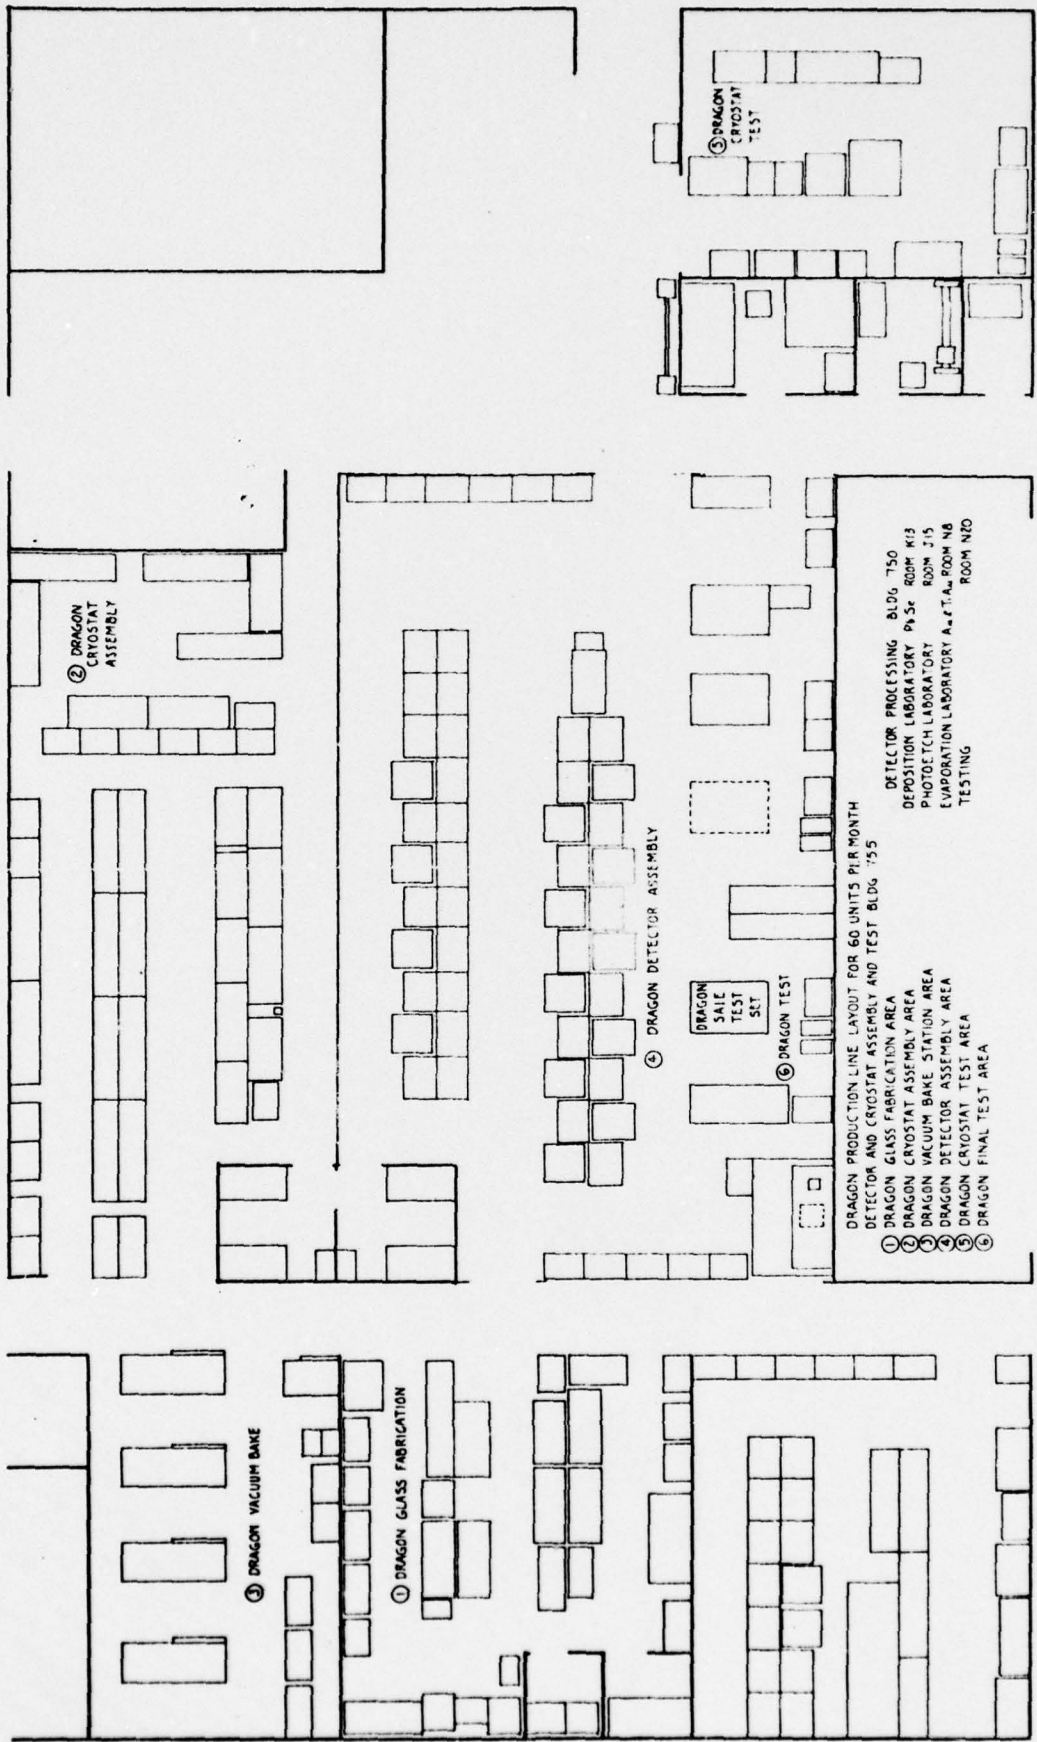 ③ DRAGON VACUUM BAKE
① DRAGON GLASS FABRICATION
② DRAGON
CRYOSTAT
ASSEMBLY
④ DRAGON DETECTOR ASSEMBLY
DRAGON
SAIE
TEST
SET
⑥ DRAGON TEST
⑤ DRAGON
CRYOSTAT
TEST
DRAGON PRODUCTION LINE LAYOUT FOR 60 UNITS PER MONTH
DETECTOR AND CRYOSTAT ASSEMBLY AND TEST BLDG 755
① DRAGON GLASS FABRICATION AREA
② DRAGON CRYOSTAT ASSEMBLY AREA
③ DRAGON VACUUM BAKE STATION AREA
④ DRAGON DETECTOR ASSEMBLY AREA
⑤ DRAGON CRYOSTAT TEST AREA
⑥ DRAGON FINAL TEST AREA
DETECTOR PROCESSING BLDG 750
DEPOSITION LABORATORY PbSe ROOM K13
PHOTOETCH LABORATORY ROOM J15
EVAPORATION LABORATORY ROOM N8
TESTING ROOM N20